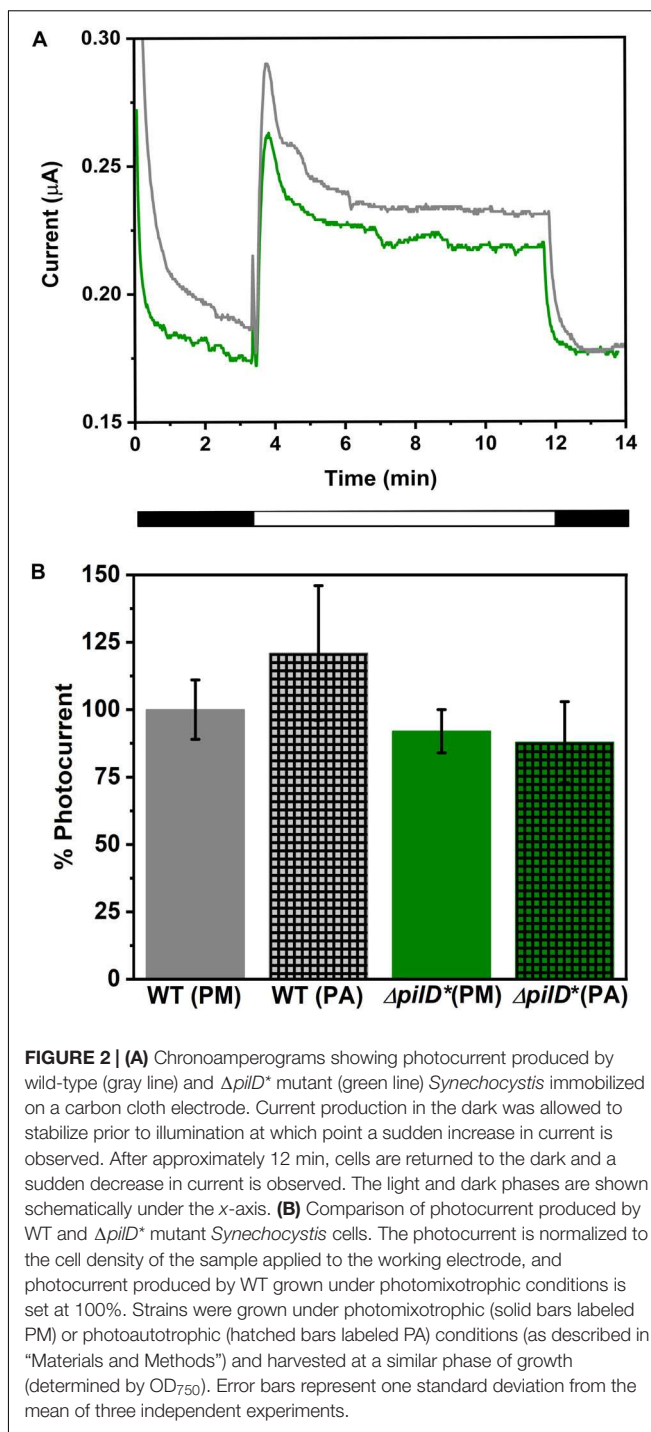 A
0.30
0.25
0.20
0.15
Current (µA)
0 2 4 6 8 10 12 14
Time (min)
B
150
125
100
75
50
25
0
% Photocurrent
WT (PM) WT (PA) ΔpilD*(PM) ΔpilD*(PA)
FIGURE 2 | (A) Chronoamperograms showing photocurrent produced by
wild-type (gray line) and ΔpilD* mutant (green line) Synechocystis immobilized
on a carbon cloth electrode. Current production in the dark was allowed to
stabilize prior to illumination at which point a sudden increase in current is
observed. After approximately 12 min, cells are returned to the dark and a
sudden decrease in current is observed. The light and dark phases are shown
schematically under the x-axis. (B) Comparison of photocurrent produced by
WT and ΔpilD* mutant Synechocystis cells. The photocurrent is normalized to
the cell density of the sample applied to the working electrode, and
photocurrent produced by WT grown under photomixotrophic conditions is
set at 100%. Strains were grown under photomixotrophic (solid bars labeled
PM) or photoautotrophic (hatched bars labeled PA) conditions (as described in
“Materials and Methods”) and harvested at a similar phase of growth
(determined by OD750). Error bars represent one standard deviation from the
mean of three independent experiments.